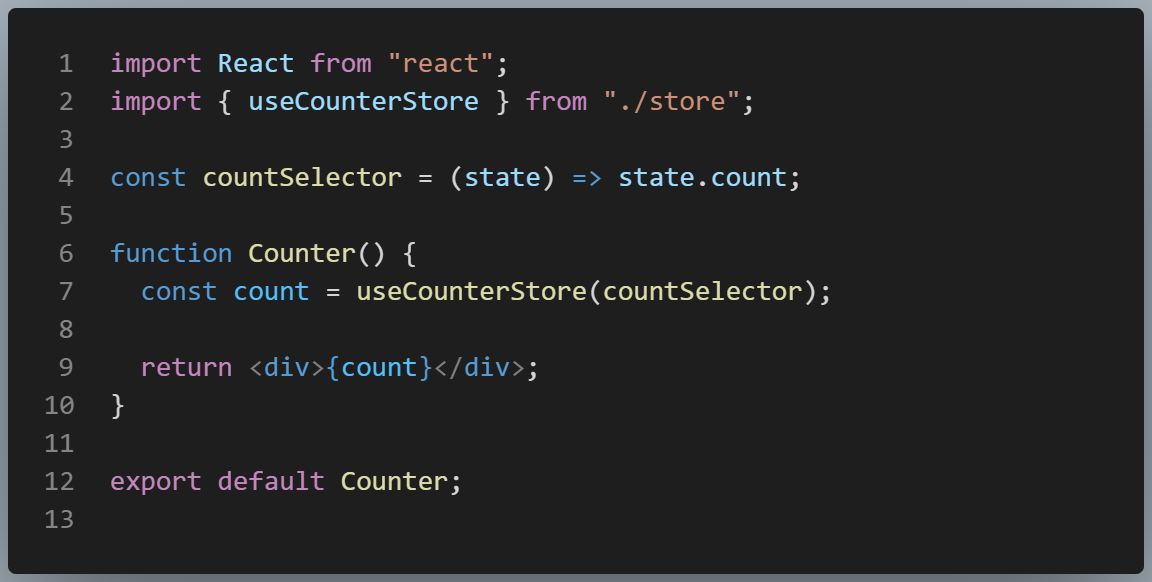 1 import React from "react";
2 import { useCounterStore } from "./store";
3
4 const countSelector = (state) => state.count;
5
6 function Counter() {
7   const count = useCounterStore(countSelector);
8
9   return <div>{count}</div>;
10 }
11
12 export default Counter;
13